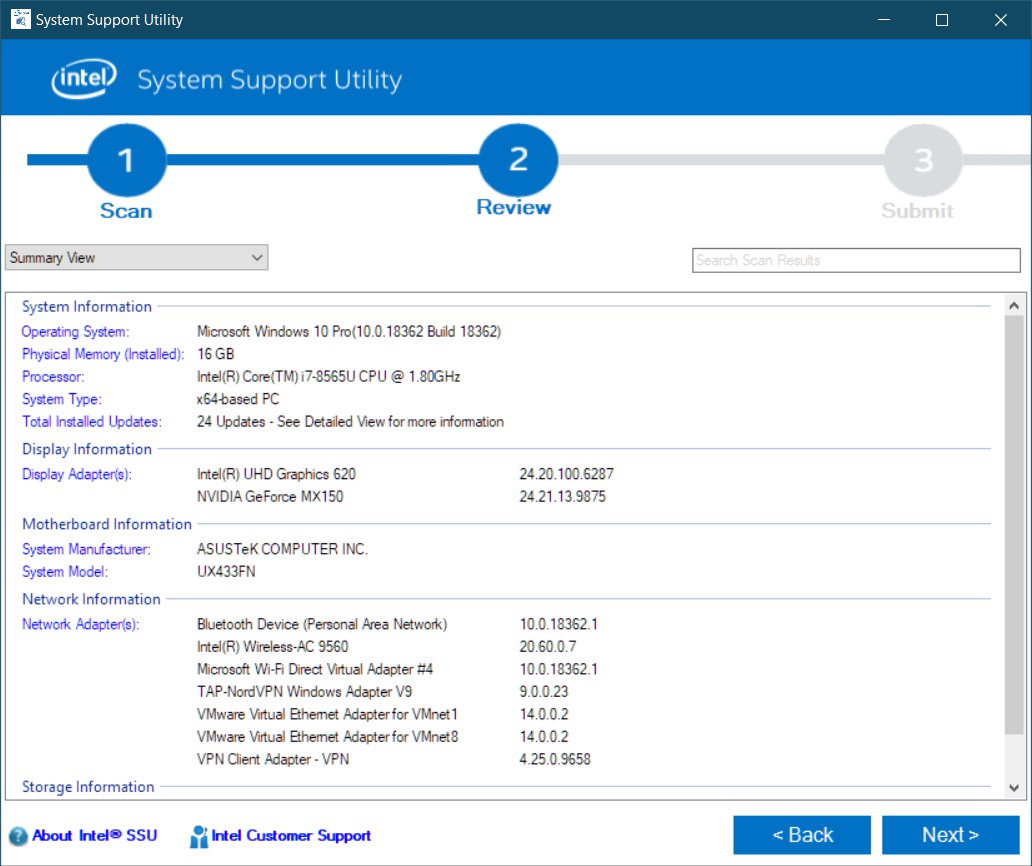 System Support Utility
intel System Support Utility
1 2 3
Scan Review Submit
Summary View Search Scan Results
System Information
Operating System: Microsoft Windows 10 Pro(10.0.18362 Build 18362)
Physical Memory (Installed): 16 GB
Processor: Intel(R) Core(TM) i7-8565U CPU @ 1.80GHz
System Type: x64-based PC
Total Installed Updates: 24 Updates - See Detailed View for more information
Display Information
Display Adapter(s): Intel(R) UHD Graphics 620 24.20.100.6287
NVIDIA GeForce MX150 24.21.13.9875
Motherboard Information
System Manufacturer: ASUSTeK COMPUTER INC.
System Model: UX433FN
Network Information
Network Adapter(s): Bluetooth Device (Personal Area Network) 10.0.18362.1
Intel(R) Wireless-AC 9560 20.60.0.7
Microsoft Wi-Fi Direct Virtual Adapter #4 10.0.18362.1
TAP-NordVPN Windows Adapter V9 9.0.0.23
VMware Virtual Ethernet Adapter for VMnet1 14.0.0.2
VMware Virtual Ethernet Adapter for VMnet8 14.0.0.2
VPN Client Adapter - VPN 4.25.0.9658
Storage Information
? About Intel® SSU Intel Customer Support < Back Next >